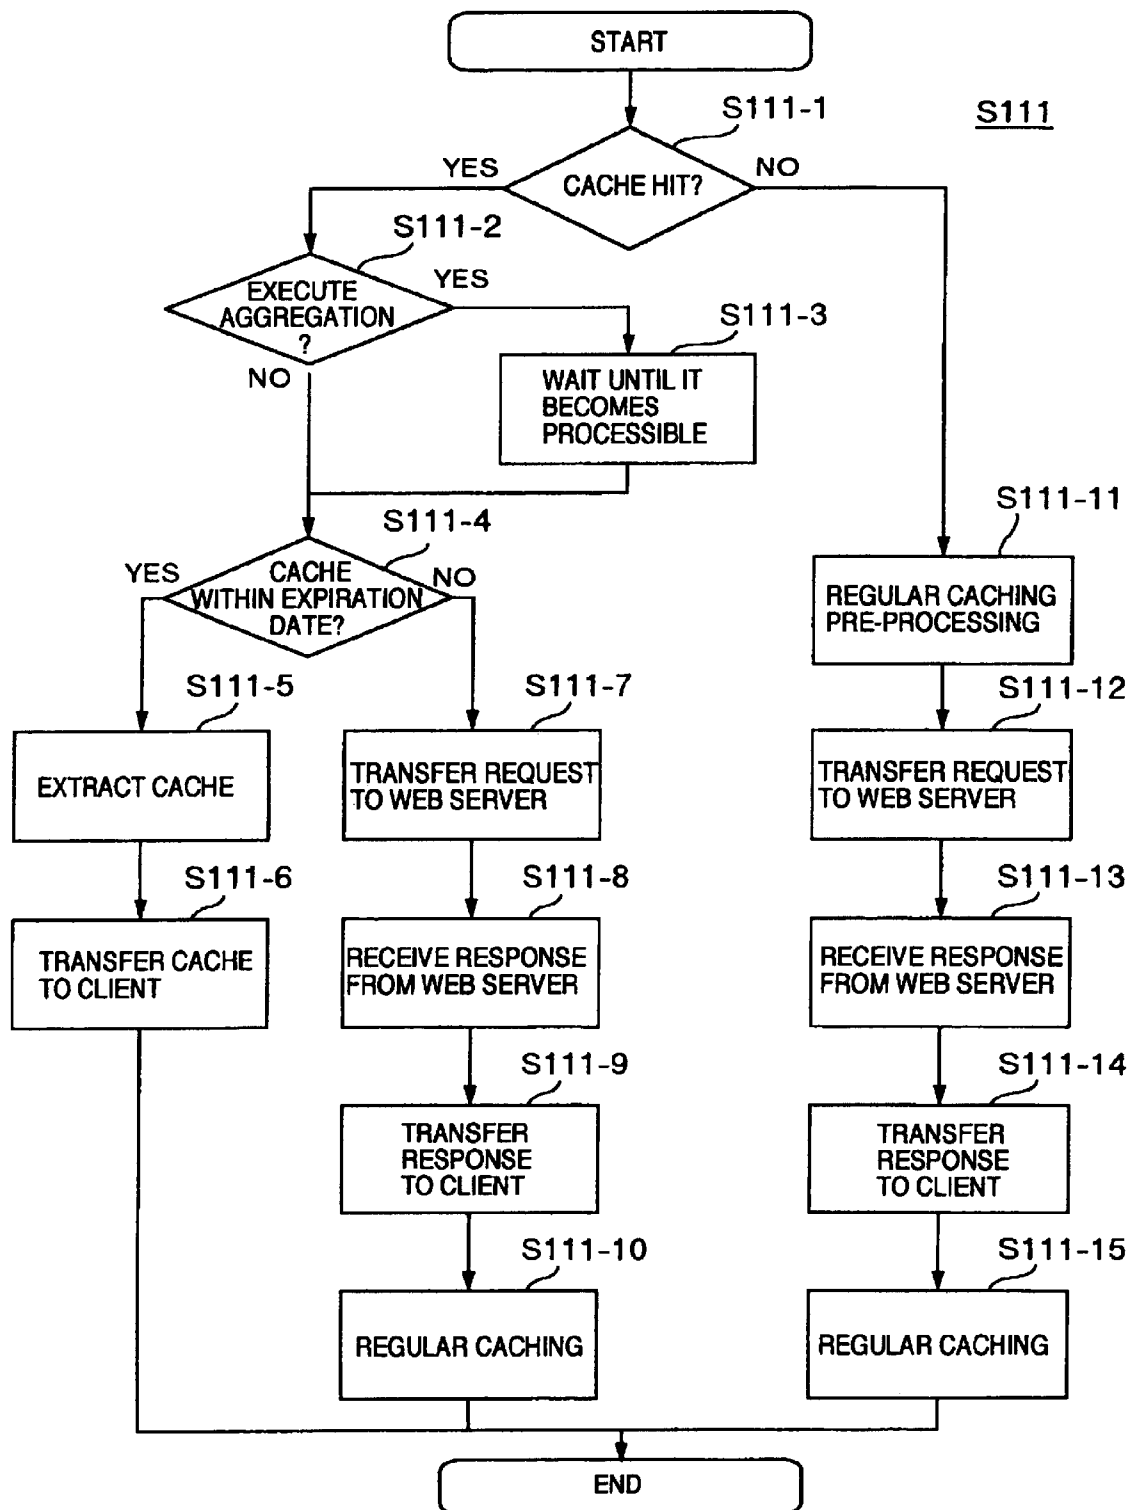 START
S111-1
S111
YES
CACHE HIT?
NO
S111-2
EXECUTE
AGGREGATION
?
YES
NO
S111-3
WAIT UNTIL IT
BECOMES
PROCESSIBLE
S111-4
YES
CACHE
WITHIN EXPIRATION
DATE?
NO
S111-11
REGULAR CACHING
PRE-PROCESSING
S111-5
EXTRACT CACHE
S111-7
TRANSFER REQUEST
TO WEB SERVER
S111-12
TRANSFER REQUEST
TO WEB SERVER
S111-6
TRANSFER CACHE
TO CLIENT
S111-8
RECEIVE RESPONSE
FROM WEB SERVER
S111-13
RECEIVE RESPONSE
FROM WEB SERVER
S111-9
TRANSFER
RESPONSE
TO CLIENT
S111-14
TRANSFER
RESPONSE
TO CLIENT
S111-10
REGULAR CACHING
S111-15
REGULAR CACHING
END